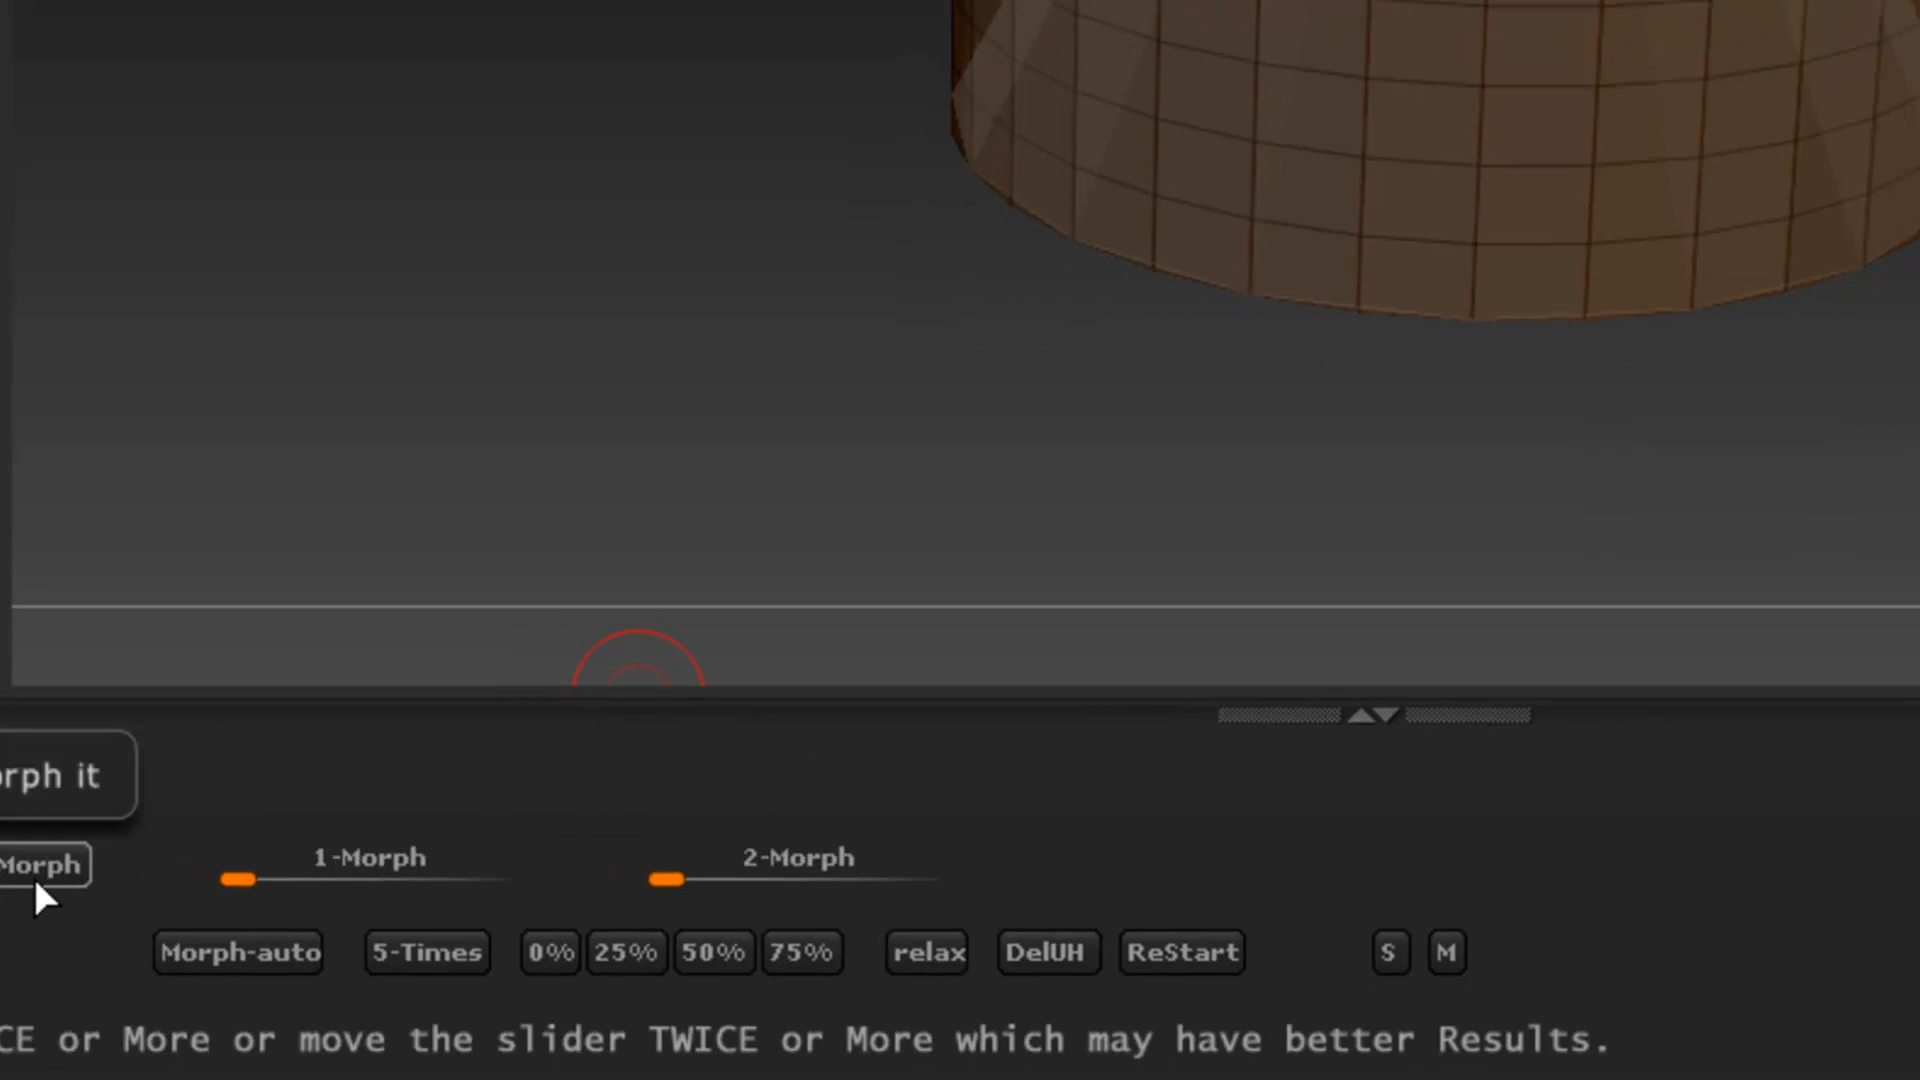 orph it
Morph
1-Morph 2-Morph
Morph-auto 5-Times 0% 25% 50% 75% relax DelUH ReStart S M
CE or More or move the slider TWICE or More which may have better Results.